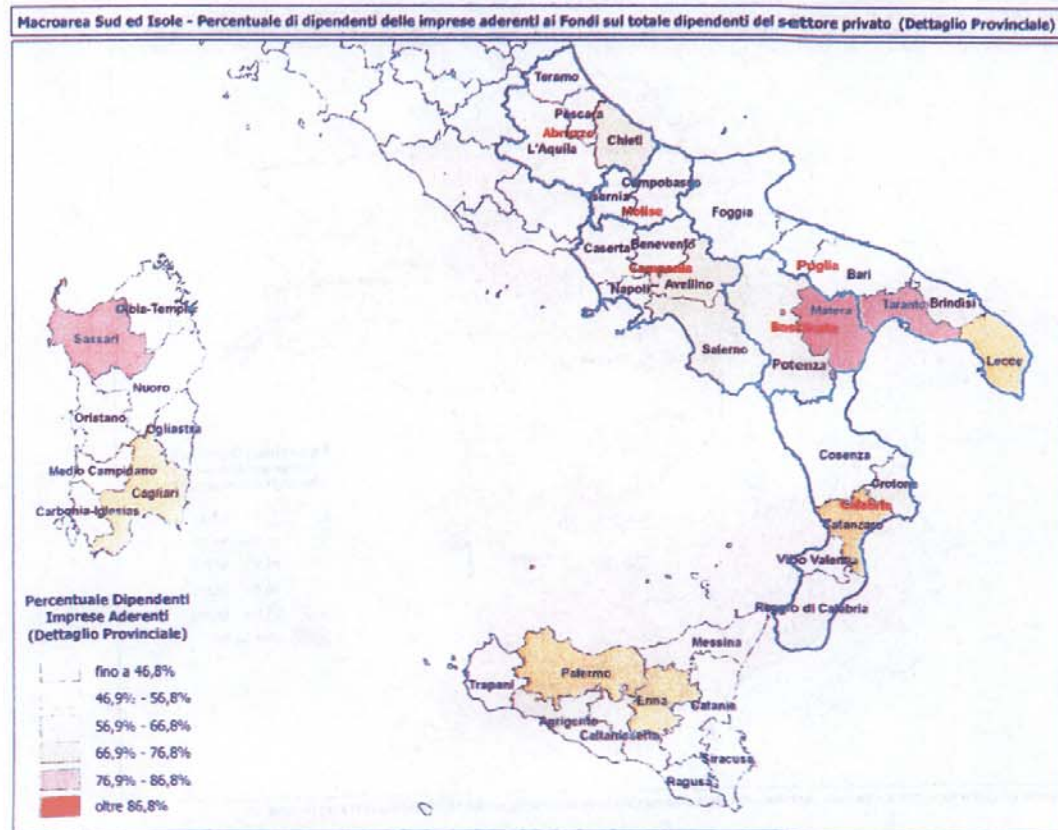 Macroarea Sud ed Isole - Percentuale di dipendenti delle imprese aderenti ai Fondi sul totale dipendenti del settore privato (Dettaglio Provinciale)
Teramo
Pescara
Abruzzo
Chieti
L'Aquila
Campobasso
Isernia
Molise
Foggia
Caserta
Benevento
Campania
Puglia
Bari
Napoli
Avellino
Olbia-Tempio
Matera
Taranto
Brindisi
Sassari
Basilicata
Salerno
Potenza
Lecce
Nuoro
Oristano
Ogliastra
Cosenza
Medio Campidano
Cagliari
Crotone
Carbonia-Iglesias
Calabria
Catanzaro
Vibo Valentia
Percentuale Dipendenti
Imprese Aderenti
(Dettaglio Provinciale)
Reggio di Calabria
Messina
fino a 46,8%
46,9% - 56,8%
56,9% - 66,8%
66,9% - 76,8%
76,9% - 86,8%
oltre 86,8%
Palermo
Trapani
Enna
Catania
Agrigento
Caltanissetta
Siracusa
Ragusa